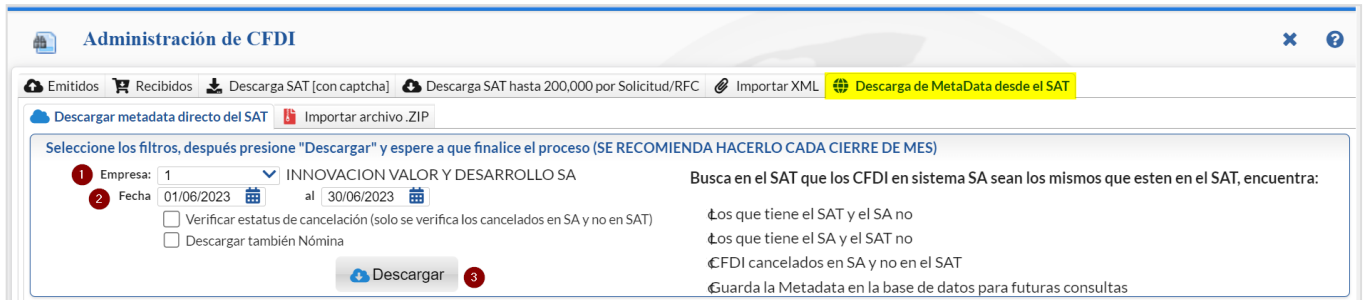 Administración de CFDI
Emitidos Recibidos Descarga SAT [con captcha] Descarga SAT hasta 200,000 por Solicitud/RFC Importar XML Descarga de MetaData desde el SAT
Descargar metadata directo del SAT Importar archivo .ZIP
Seleccione los filtros, después presione "Descargar" y espere a que finalice el proceso (SE RECOMIENDA HACERLO CADA CIERRE DE MES)
1 Empresa: 1 INNOVACION VALOR Y DESARROLLO SA
2 Fecha 01/06/2023 al 30/06/2023
Verificar estatus de cancelación (solo se verifica los cancelados en SA y no en SAT)
Descargar también Nómina
Descargar 3
Busca en el SAT que los CFDI en sistema SA sean los mismos que esten en el SAT, encuentra:
Los que tiene el SAT y el SA no
Los que tiene el SA y el SAT no
CFDI cancelados en SA y no en el SAT
Guarda la Metadata en la base de datos para futuras consultas